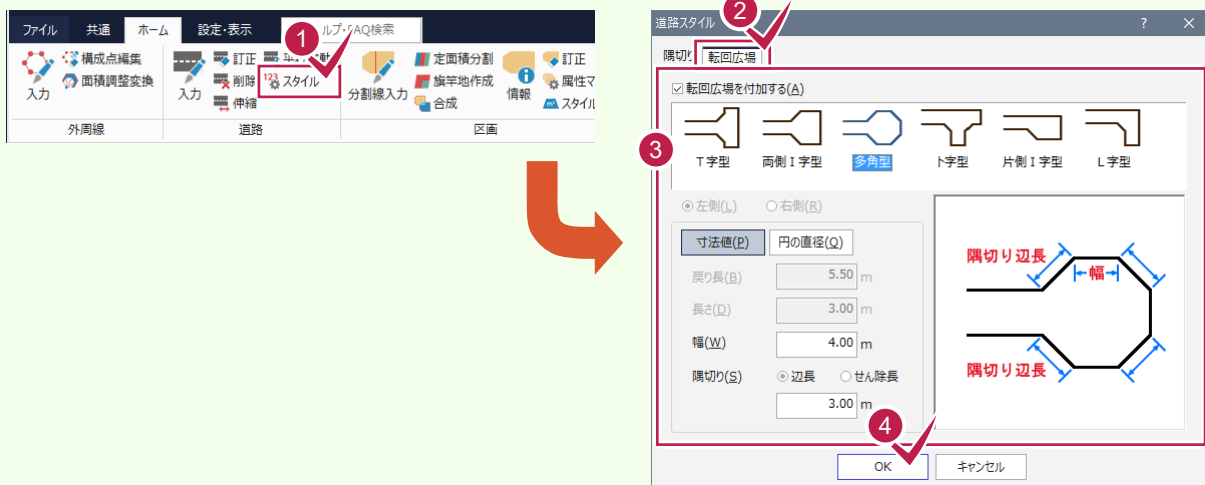 ファイル 共通 ホーム 設定・表示 ルプ・FAQ検索
1
入力
構成点編集
面積調整変換
外周線
入力
訂正
削除
伸縮
スタイル
道路
分割線入力
定面積分割
旗竿地作成
合成
情報
訂正
属性マ
スタイル
区画
2
道路スタイル ? ×
隅切り 転回広場
3
転回広場を付加する(A)
T字型 両側I字型 多角型 ト字型 片側I字型 L字型
左側(L) 右側(R)
寸法値(P) 円の直径(Q)
戻り長(B) 5.50 m
長さ(D) 3.00 m
幅(W) 4.00 m
隅切り(S) 辺長 せん除長
3.00 m
隅切り辺長
幅
隅切り辺長
4
OK キャンセル